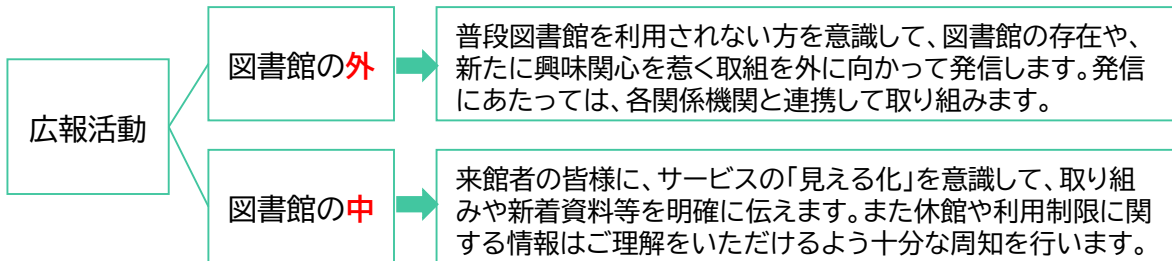 広報活動
図書館の外
普段図書館を利用されない方を意識して、図書館の存在や、
新たに興味関心を惹く取組を外に向かって発信します。発信
にあたっては、各関係機関と連携して取り組みます。
図書館の中
来館者の皆様に、サービスの「見える化」を意識して、取り組
みや新着資料等を明確に伝えます。また休館や利用制限に関
する情報はご理解をいただけるよう十分な周知を行います。